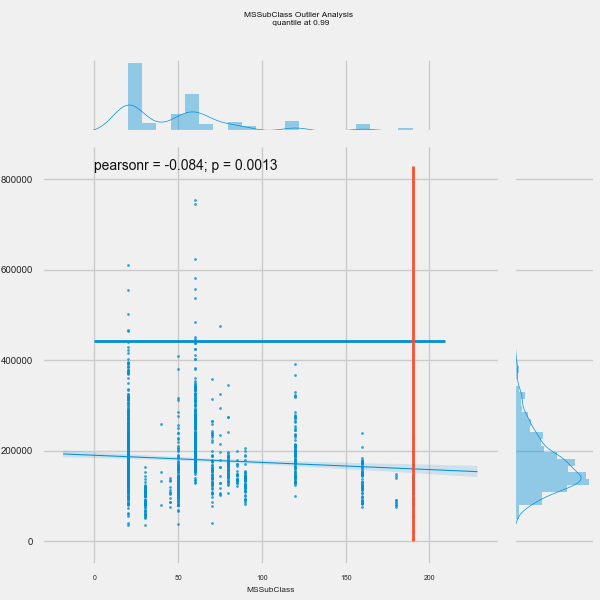 MSSubClass Outlier Analysis
quantile at 0.99
pearsonr = -0.084; p = 0.0013
800000
600000
400000
200000
0
0 50 100 150 200
MSSubClass